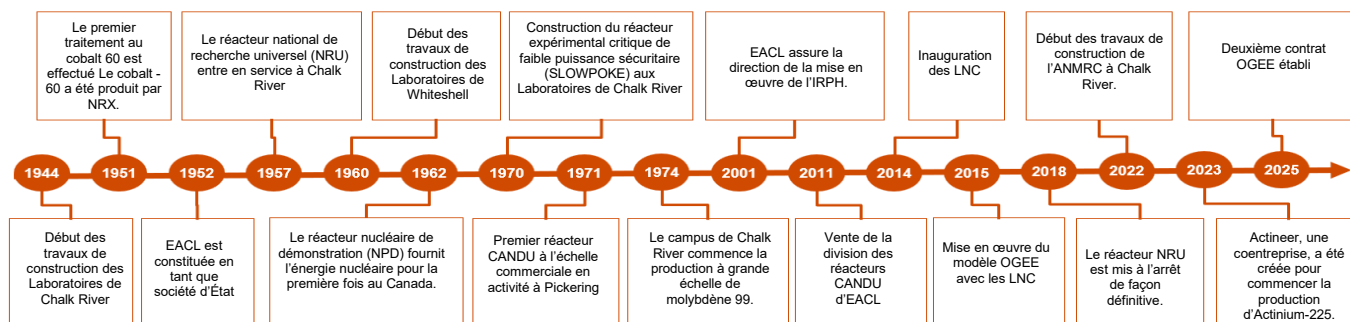 Le premier
traitement au
cobalt 60 est
effectué Le cobalt -
60 a été produit par
NRX.
Le réacteur national de
recherche universel (NRU)
entre en service à Chalk
River
Début des
travaux de
construction des
Laboratoires de
Whiteshell
Construction du réacteur
expérimental critique de
faible puissance sécuritaire
(SLOWPOKE) aux
Laboratoires de Chalk River
EACL assure la
direction de la mise en
œuvre de l’IRPH.
Inauguration
des LNC
Début des travaux de
construction de
l’ANMRC à Chalk
River.
Deuxième contrat
OGEE établi
1944 1951 1952 1957 1960 1962 1970 1971 1974 2001 2011 2014 2015 2018 2022 2023 2025
Début des
travaux de
construction des
Laboratoires de
Chalk River
EACL est
constituée en
tant que
société d’État
Le réacteur nucléaire de
démonstration (NPD) fournit
l’énergie nucléaire pour la
première fois au Canada.
Premier réacteur
CANDU à l’échelle
commerciale en
activité à Pickering
Le campus de Chalk
River commence la
production à grande
échelle de
molybdène 99.
Vente de la
division des
réacteurs
CANDU
d’EACL
Mise en œuvre du
modèle OGEE
avec les LNC
Le réacteur NRU
est mis à l’arrêt
de façon
définitive.
Actineer, une
coentreprise, a été
créée pour
commencer la
production
d’Actinium-225.